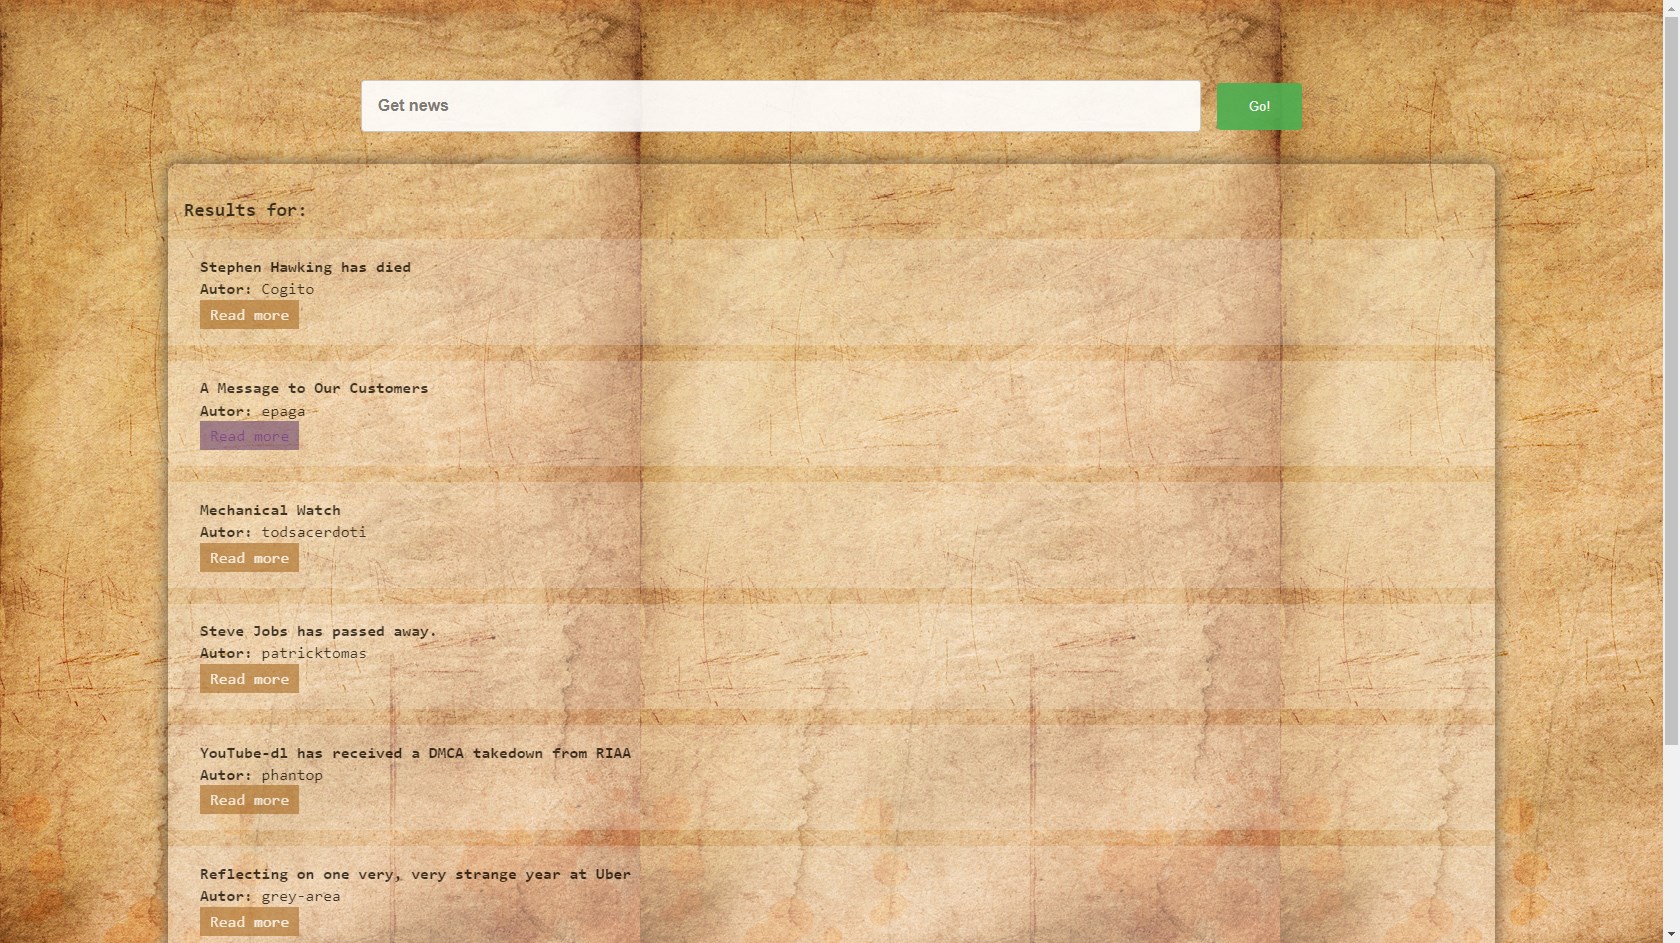 Get news
Go!
Results for:
Stephen Hawking has died
Autor: Cogito
Read more
A Message to Our Customers
Autor: epaga
Read more
Mechanical Watch
Autor: todsacerdoti
Read more
Steve Jobs has passed away.
Autor: patricktomas
Read more
YouTube-dl has received a DMCA takedown from RIAA
Autor: phantop
Read more
Reflecting on one very, very strange year at Uber
Autor: grey-area
Read more